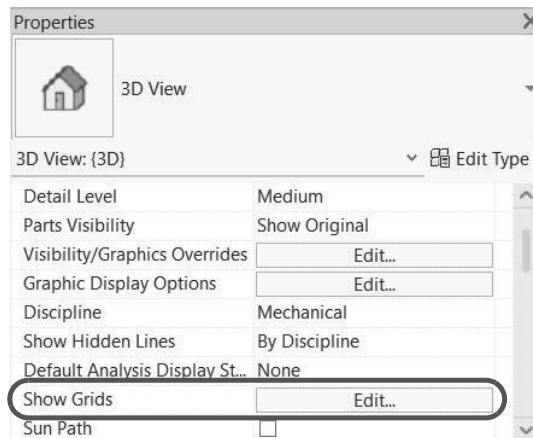 Properties
3D View
3D View: {3D}
Edit Type
Detail Level Medium
Parts Visibility Show Original
Visibility/Graphics Overrides Edit...
Graphic Display Options Edit...
Discipline Mechanical
Show Hidden Lines By Discipline
Default Analysis Display St... None
Show Grids Edit...
Sun Path